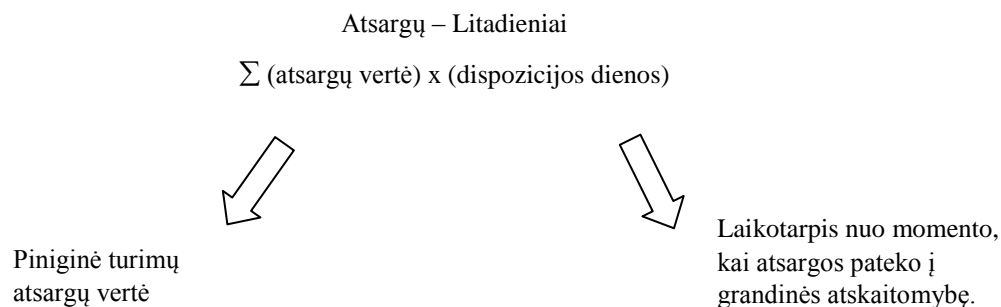 Atsargų – Litadieniai
∑ (atsargų vertė) x (dispozicijos dienos)
Piniginė turimų
atsargų vertė
Laikotarpis nuo momento,
kai atsargos pateko į
grandinės atskaitomybę.